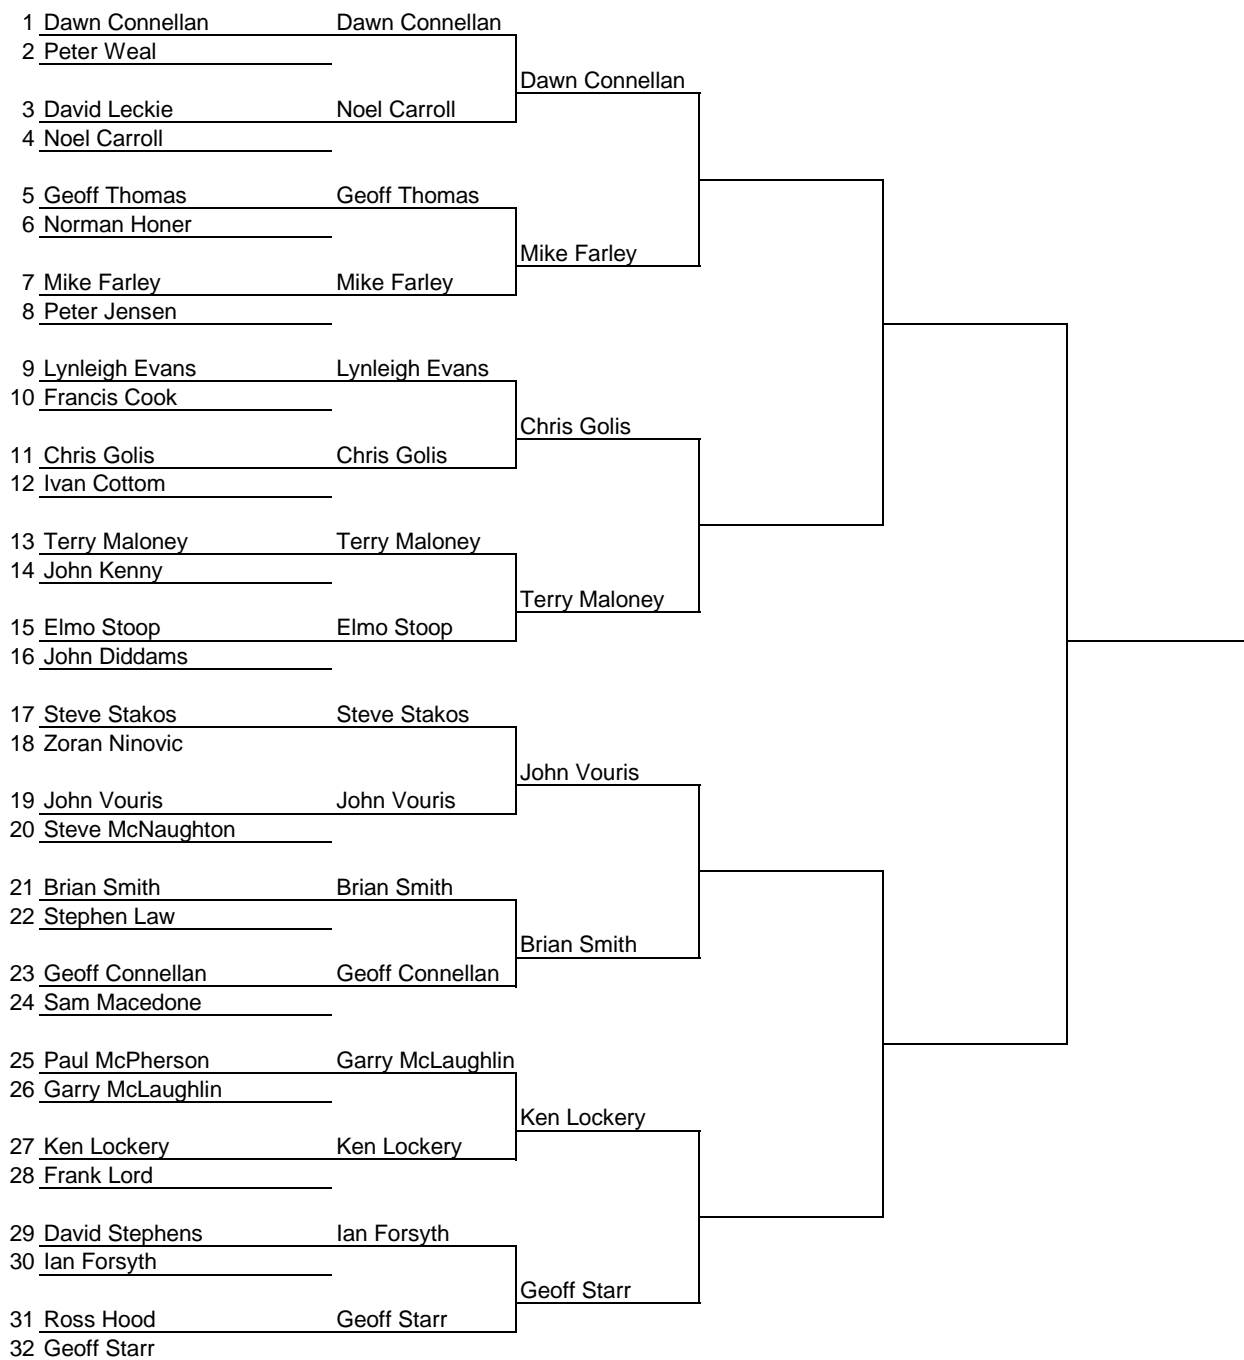 1 Dawn Connellan Dawn Connellan
2 Peter Weal
Dawn Connellan
3 David Leckie Noel Carroll
4 Noel Carroll
5 Geoff Thomas Geoff Thomas
6 Norman Honer
Mike Farley
7 Mike Farley Mike Farley
8 Peter Jensen
9 Lynleigh Evans Lynleigh Evans
10 Francis Cook
Chris Golis
11 Chris Golis Chris Golis
12 Ivan Cottom
13 Terry Maloney Terry Maloney
14 John Kenny
Terry Maloney
15 Elmo Stoop Elmo Stoop
16 John Diddams
17 Steve Stakos Steve Stakos
18 Zoran Ninovic
John Vouris
19 John Vouris John Vouris
20 Steve McNaughton
21 Brian Smith Brian Smith
22 Stephen Law
Brian Smith
23 Geoff Connellan Geoff Connellan
24 Sam Macedone
25 Paul McPherson Garry McLaughlin
26 Garry McLaughlin
Ken Lockery
27 Ken Lockery Ken Lockery
28 Frank Lord
29 David Stephens Ian Forsyth
30 Ian Forsyth
Geoff Starr
31 Ross Hood Geoff Starr
32 Geoff Starr